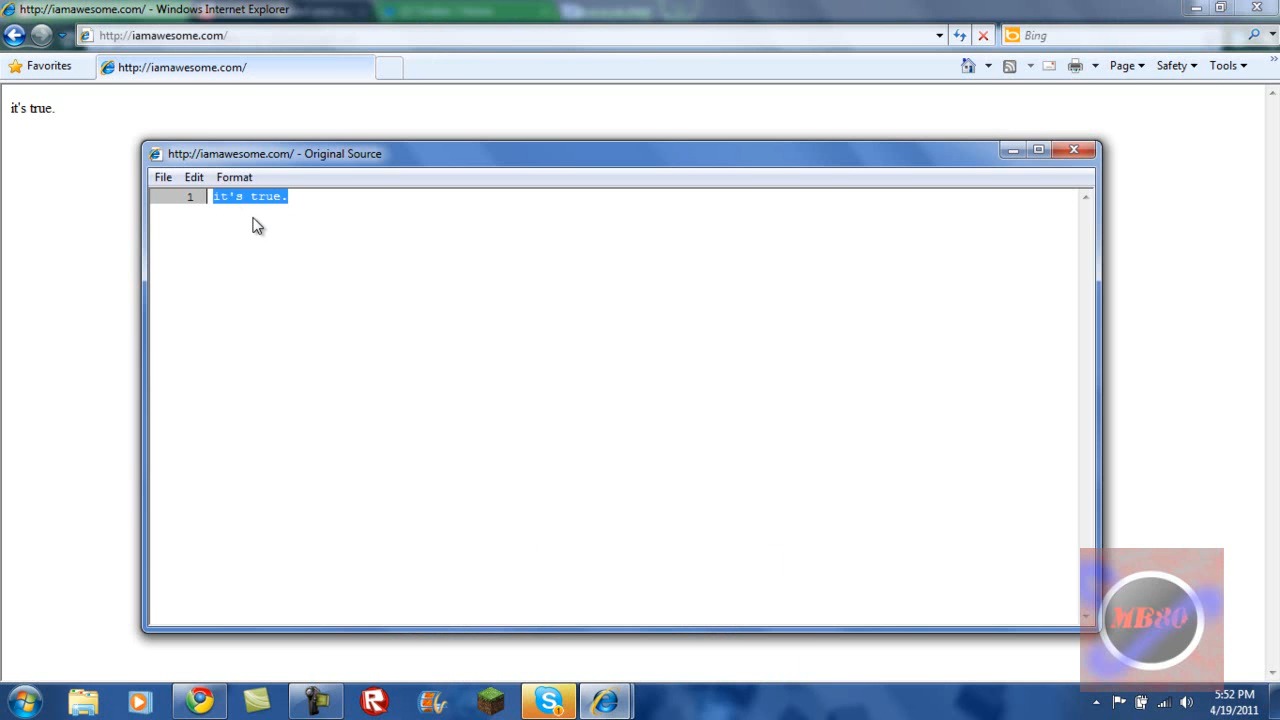 http://iamawesome.com/ - Windows Internet Explorer
http://iamawesome.com/
Bing
Favorites
http://iamawesome.com/
Page
Safety
Tools
it's true.
http://iamawesome.com/ - Original Source
File Edit Format
1 it's true.
MB80
5:52 PM
4/19/2011